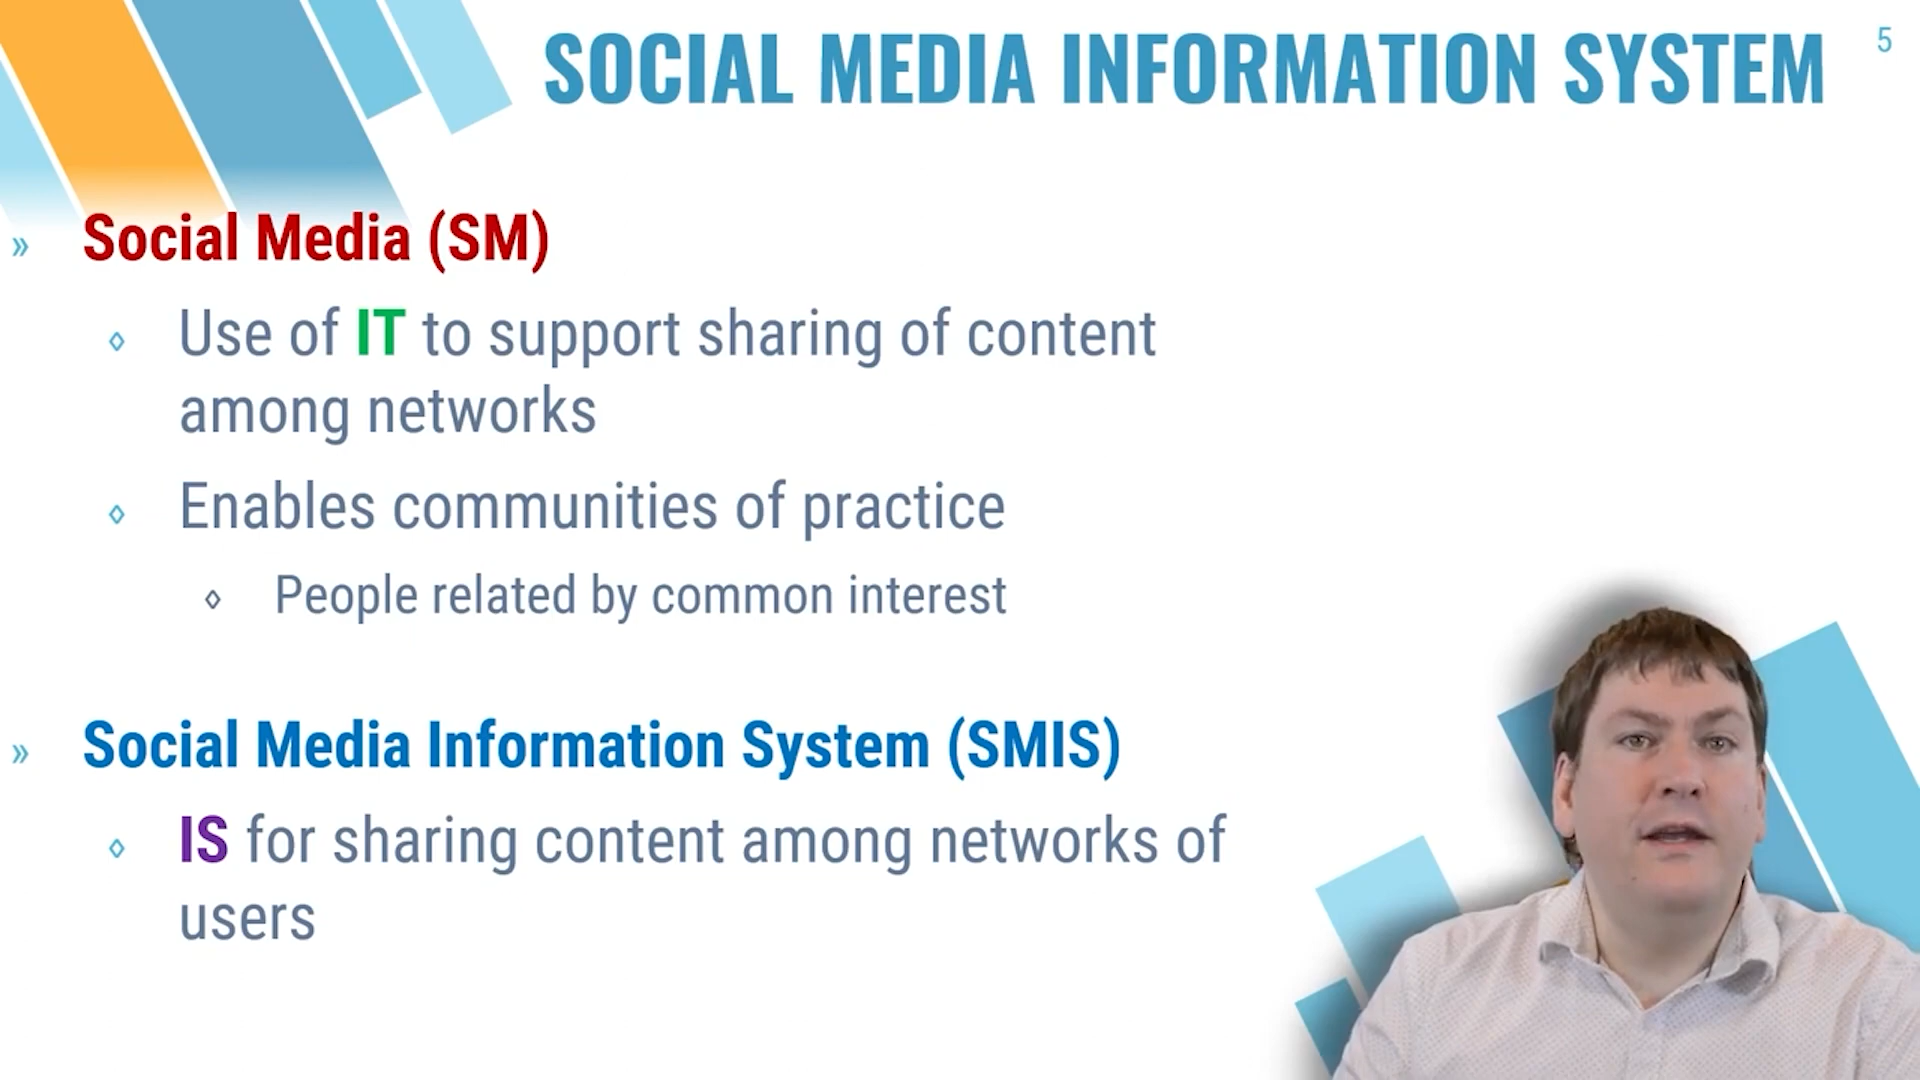 SOCIAL MEDIA INFORMATION SYSTEM
5
» Social Media (SM)
◊ Use of IT to support sharing of content
among networks
◊ Enables communities of practice
◊ People related by common interest
» Social Media Information System (SMIS)
◊ IS for sharing content among networks of
users